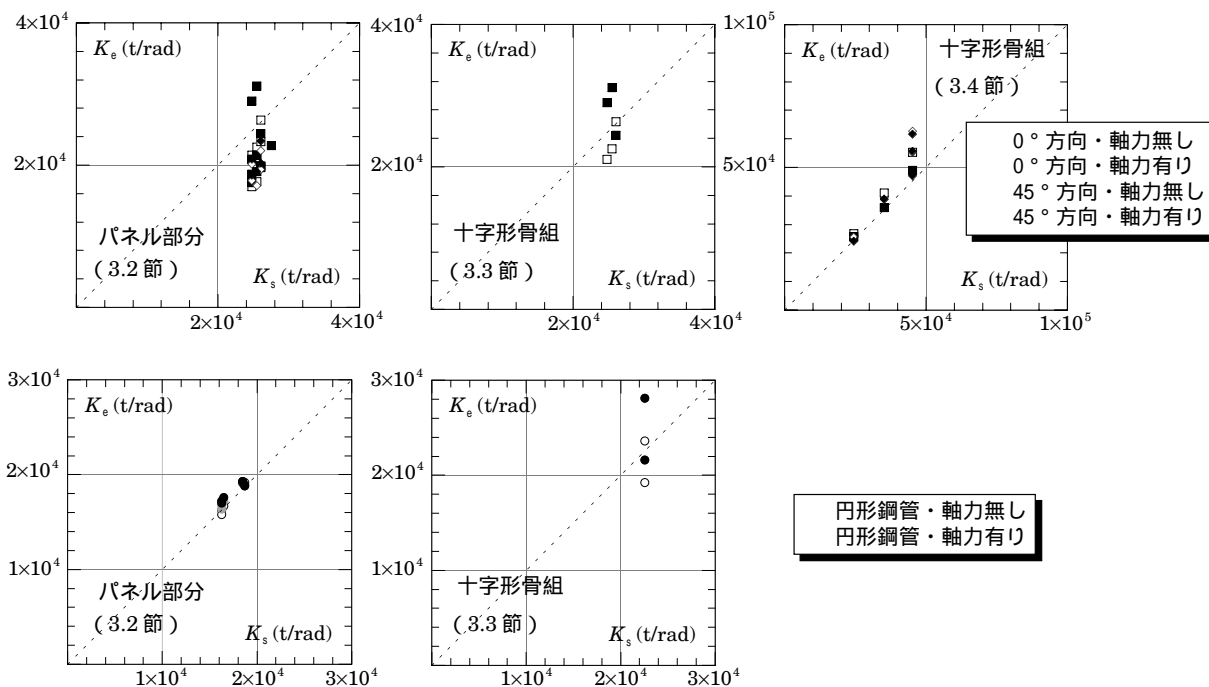 4×10⁴
Kₑ (t/rad)
2×10⁴
パネル部分
(3.2 節)
Kₛ (t/rad)
2×10⁴ 4×10⁴
4×10⁴
Kₑ (t/rad)
2×10⁴
十字形骨組
(3.3 節)
Kₛ (t/rad)
2×10⁴ 4×10⁴
1×10⁵
Kₑ (t/rad)
十字形骨組
(3.4 節)
5×10⁴
Kₛ (t/rad)
5×10⁴ 1×10⁵
0°方向・軸力無し
0°方向・軸力有り
45°方向・軸力無し
45°方向・軸力有り
3×10⁴
Kₑ (t/rad)
2×10⁴
1×10⁴
パネル部分
(3.2 節)
Kₛ (t/rad)
1×10⁴ 2×10⁴ 3×10⁴
3×10⁴
Kₑ (t/rad)
2×10⁴
1×10⁴
十字形骨組
(3.3 節)
Kₛ (t/rad)
1×10⁴ 2×10⁴ 3×10⁴
円形鋼管・軸力無し
円形鋼管・軸力有り